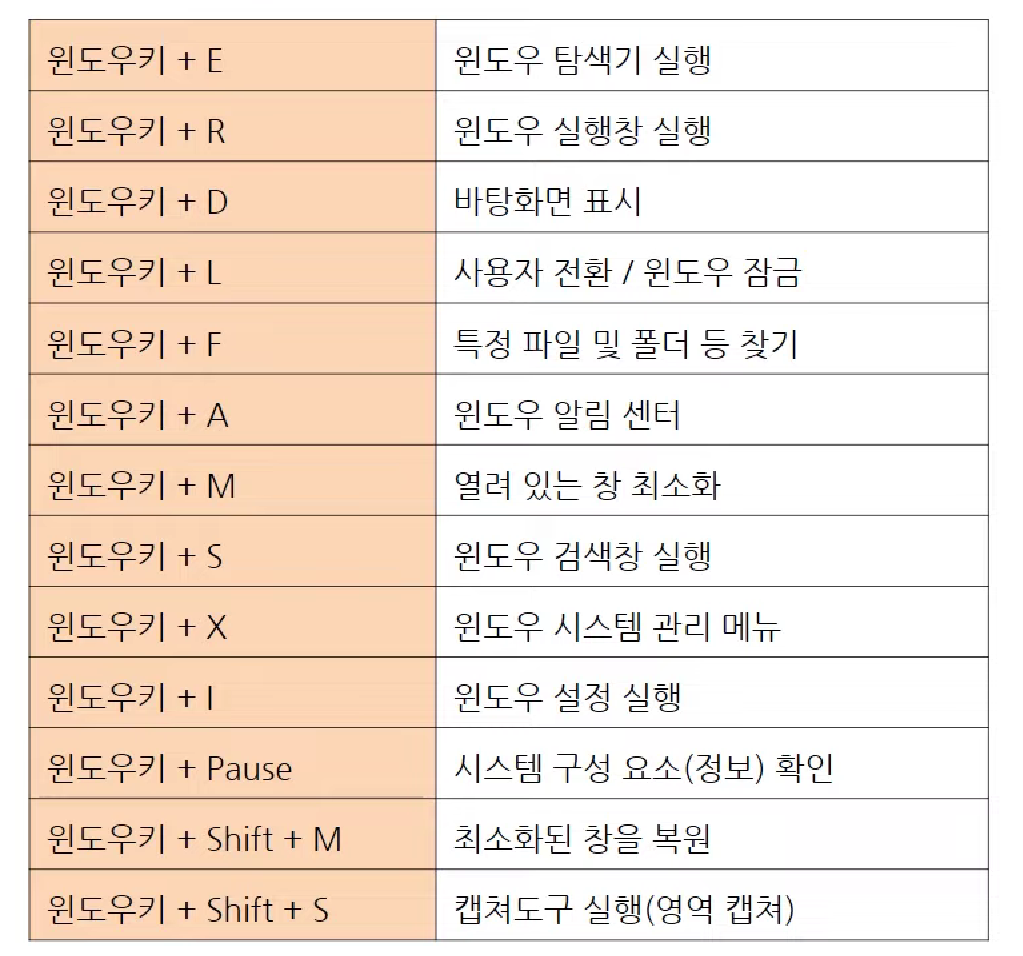 윈도우키 + E 윈도우 탐색기 실행
윈도우키 + R 윈도우 실행창 실행
윈도우키 + D 바탕화면 표시
윈도우키 + L 사용자 전환 / 윈도우 잠금
윈도우키 + F 특정 파일 및 폴더 등 찾기
윈도우키 + A 윈도우 알림 센터
윈도우키 + M 열려 있는 창 최소화
윈도우키 + S 윈도우 검색창 실행
윈도우키 + X 윈도우 시스템 관리 메뉴
윈도우키 + I 윈도우 설정 실행
윈도우키 + Pause 시스템 구성 요소(정보) 확인
윈도우키 + Shift + M 최소화된 창을 복원
윈도우키 + Shift + S 캡쳐도구 실행(영역 캡쳐)